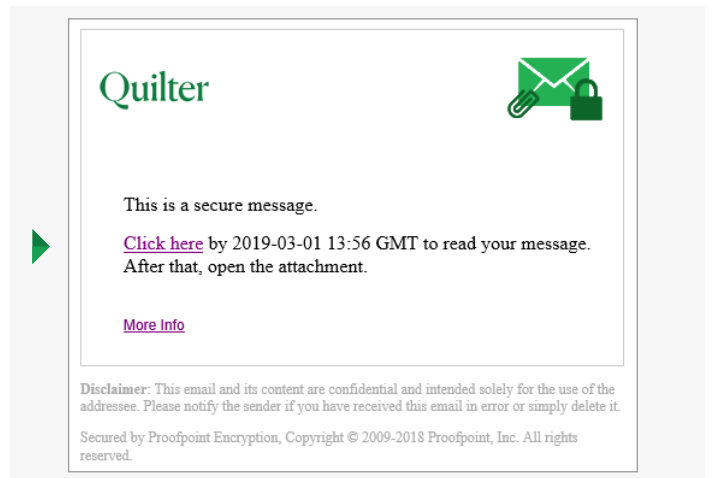 Quilter
This is a secure message.
Click here by 2019-03-01 13:56 GMT to read your message.
After that, open the attachment.
More Info
Disclaimer: This email and its content are confidential and intended solely for the use of the
addressee. Please notify the sender if you have received this email in error or simply delete it.
Secured by Proofpoint Encryption, Copyright © 2009-2018 Proofpoint, Inc. All rights
reserved.